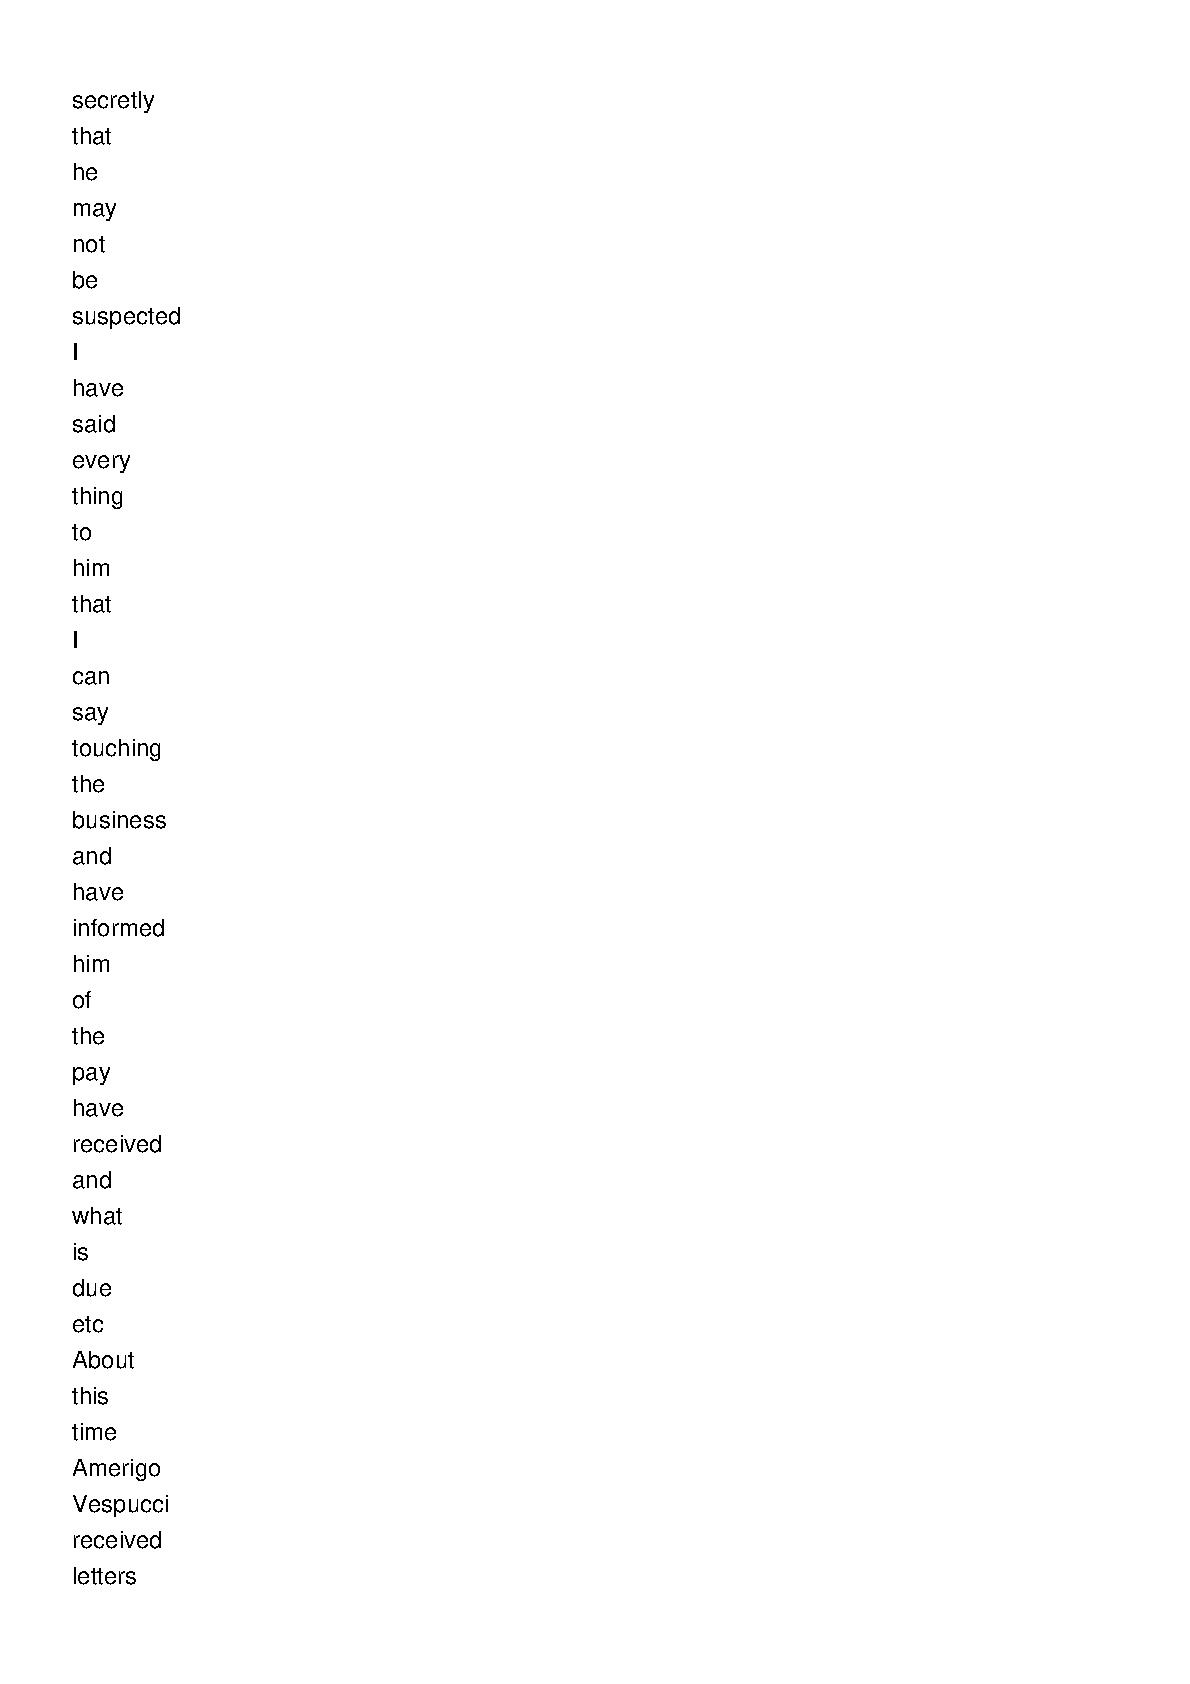 secretly
that
he
may
not
be
suspected
I
have
said
every
thing
to
him
that
I
can
say
touching
the
business
and
have
informed
him
of
the
pay
have
received
and
what
is
due
etc
About
this
time
Amerigo
Vespucci
received
letters